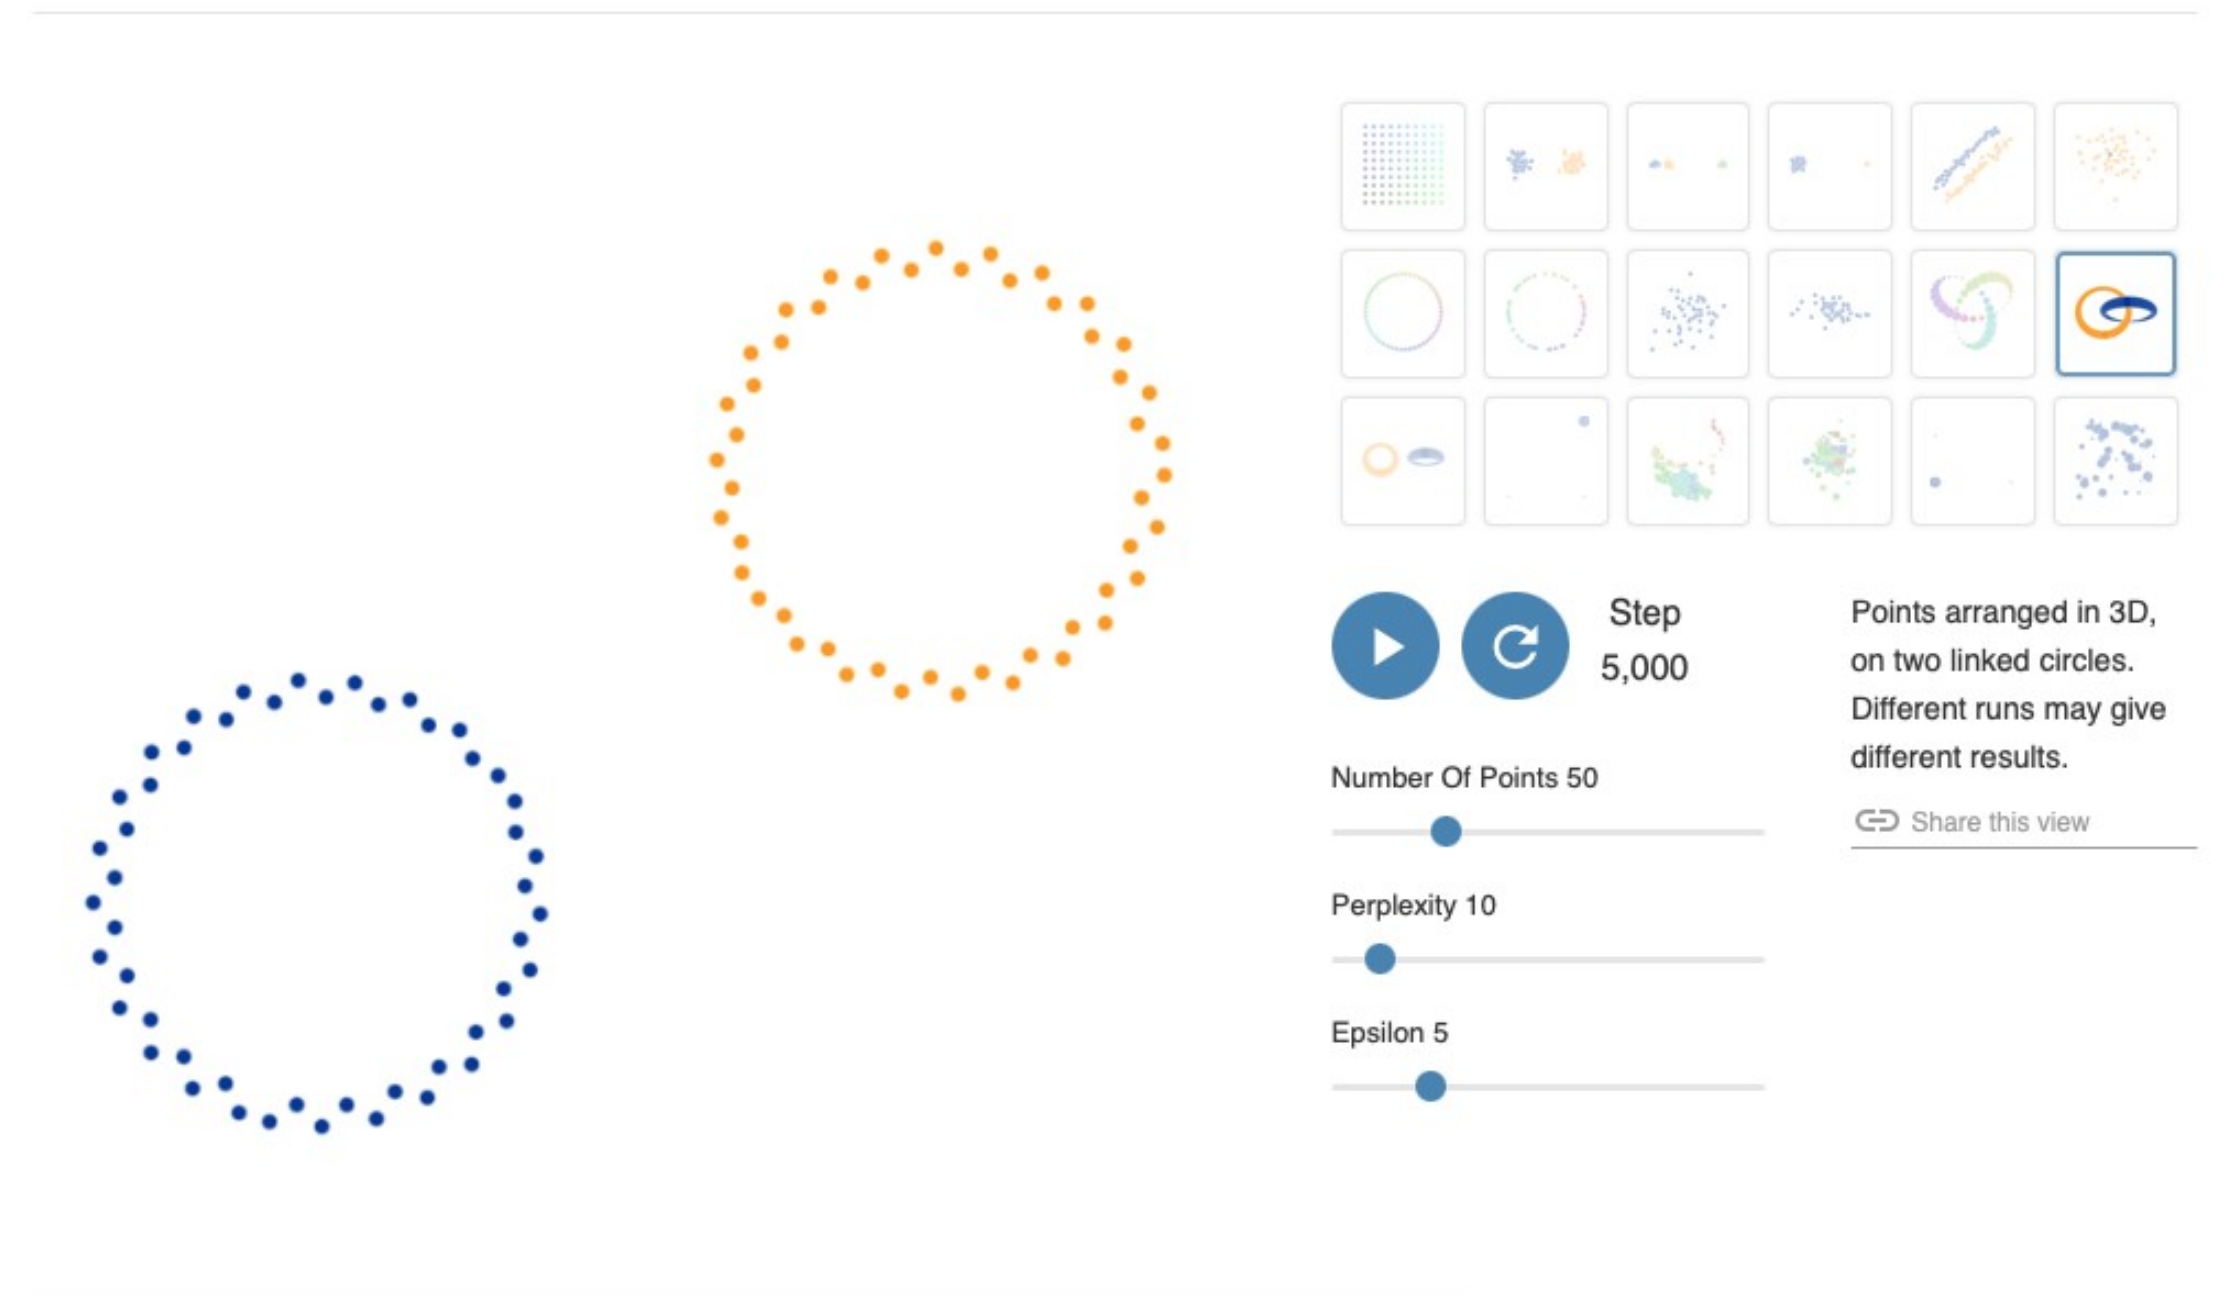 Step
5,000
Points arranged in 3D,
on two linked circles.
Different runs may give
different results.
Share this view
Number Of Points 50
Perplexity 10
Epsilon 5